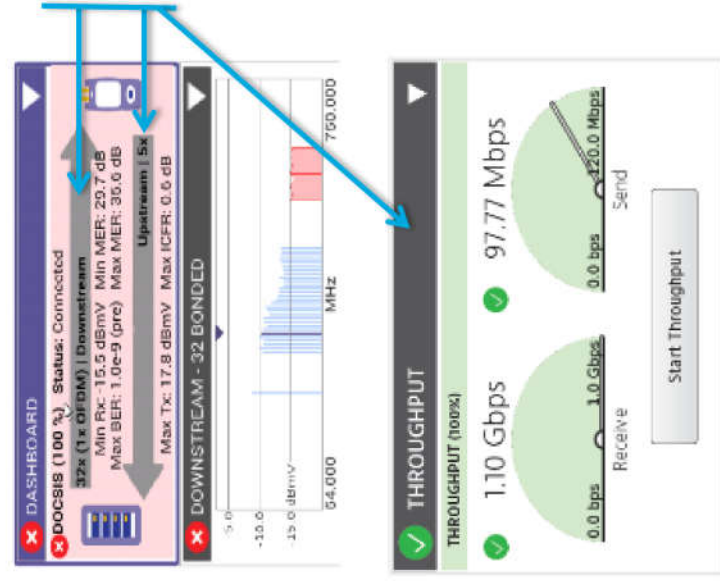 DASHBOARD
DOCSIS (100 %) Status: Connected
32x (1x OFDM) | Downstream
Min Rx: -15.5 dBmV Min MER: 29.7 dB
Max BER: 1.0e-9 (pre) Max MER: 35.6 dB
Upstream | 5x
Max Tx: 17.8 dBmV Max ICFR: 0.6 dB
DOWNSTREAM - 32 BONDED
-5.0
-10.0
-15.0 dBmV
54.000 MHz 750.000
THROUGHPUT
THROUGHPUT (100%)
1.10 Gbps 97.77 Mbps
0.0 bps 1.0 Gbps 0.0 bps 120.0 Mbps
Receive Send
Start Throughput